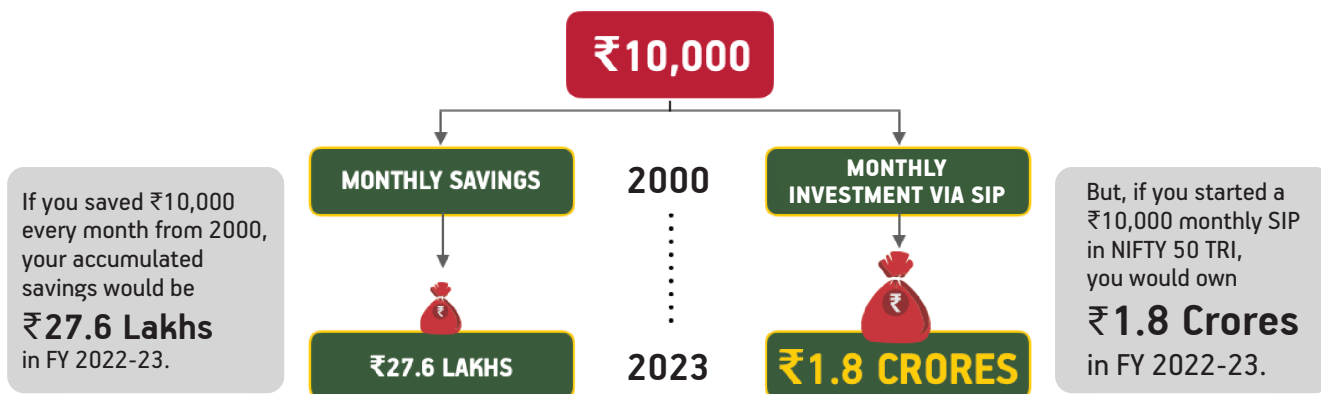 ₹10,000
If you saved ₹10,000
every month from 2000,
your accumulated
savings would be
₹27.6 Lakhs
in FY 2022-23.
MONTHLY SAVINGS
₹
₹27.6 LAKHS
2000
2023
MONTHLY
INVESTMENT VIA SIP
₹
₹1.8 CRORES
But, if you started a
₹10,000 monthly SIP
in NIFTY 50 TRI,
you would own
₹1.8 Crores
in FY 2022-23.